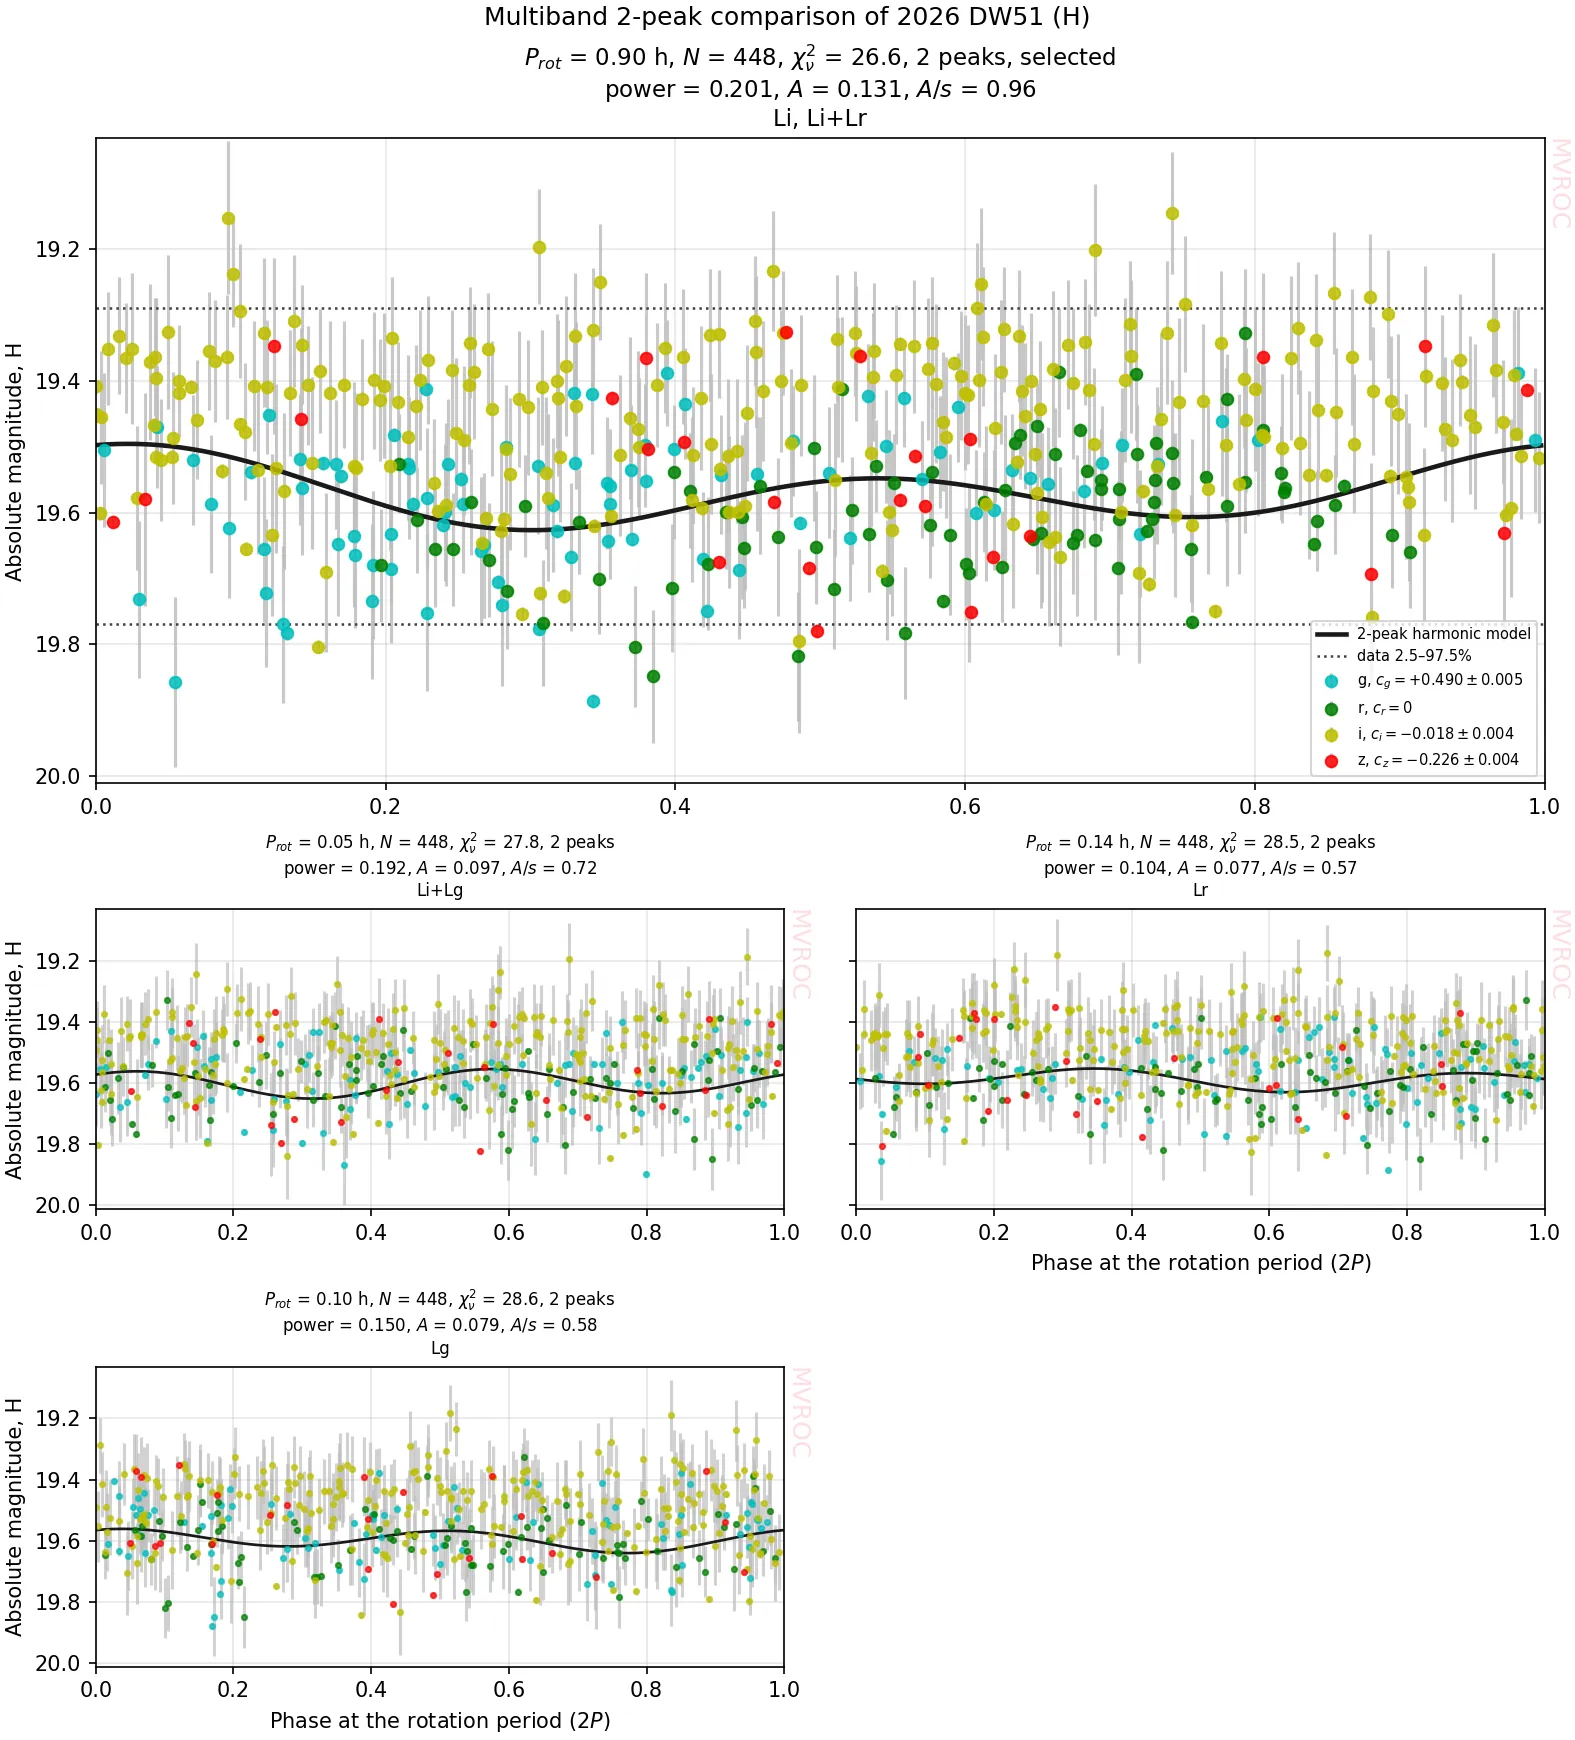 Multiband 2-peak comparison of 2026 DW51 (H)
P_rot = 0.90 h, N = 448, χ²_ν = 26.6, 2 peaks, selected
power = 0.201, A = 0.131, A/s = 0.96
Li, Li+Lr
MVROC
Absolute magnitude, H
19.2
19.4
19.6
19.8
20.0
2-peak harmonic model
data 2.5–97.5%
g, c_g = +0.490 ± 0.005
r, c_r = 0
i, c_i = −0.018 ± 0.004
z, c_z = −0.226 ± 0.004
0.0 0.2 0.4 0.6 0.8 1.0
P_rot = 0.05 h, N = 448, χ²_ν = 27.8, 2 peaks
power = 0.192, A = 0.097, A/s = 0.72
Li+Lg
MVROC
Absolute magnitude, H
19.2
19.4
19.6
19.8
20.0
0.0 0.2 0.4 0.6 0.8 1.0
P_rot = 0.14 h, N = 448, χ²_ν = 28.5, 2 peaks
power = 0.104, A = 0.077, A/s = 0.57
Lr
MVROC
0.0 0.2 0.4 0.6 0.8 1.0
Phase at the rotation period (2P)
P_rot = 0.10 h, N = 448, χ²_ν = 28.6, 2 peaks
power = 0.150, A = 0.079, A/s = 0.58
Lg
MVROC
Absolute magnitude, H
19.2
19.4
19.6
19.8
20.0
0.0 0.2 0.4 0.6 0.8 1.0
Phase at the rotation period (2P)